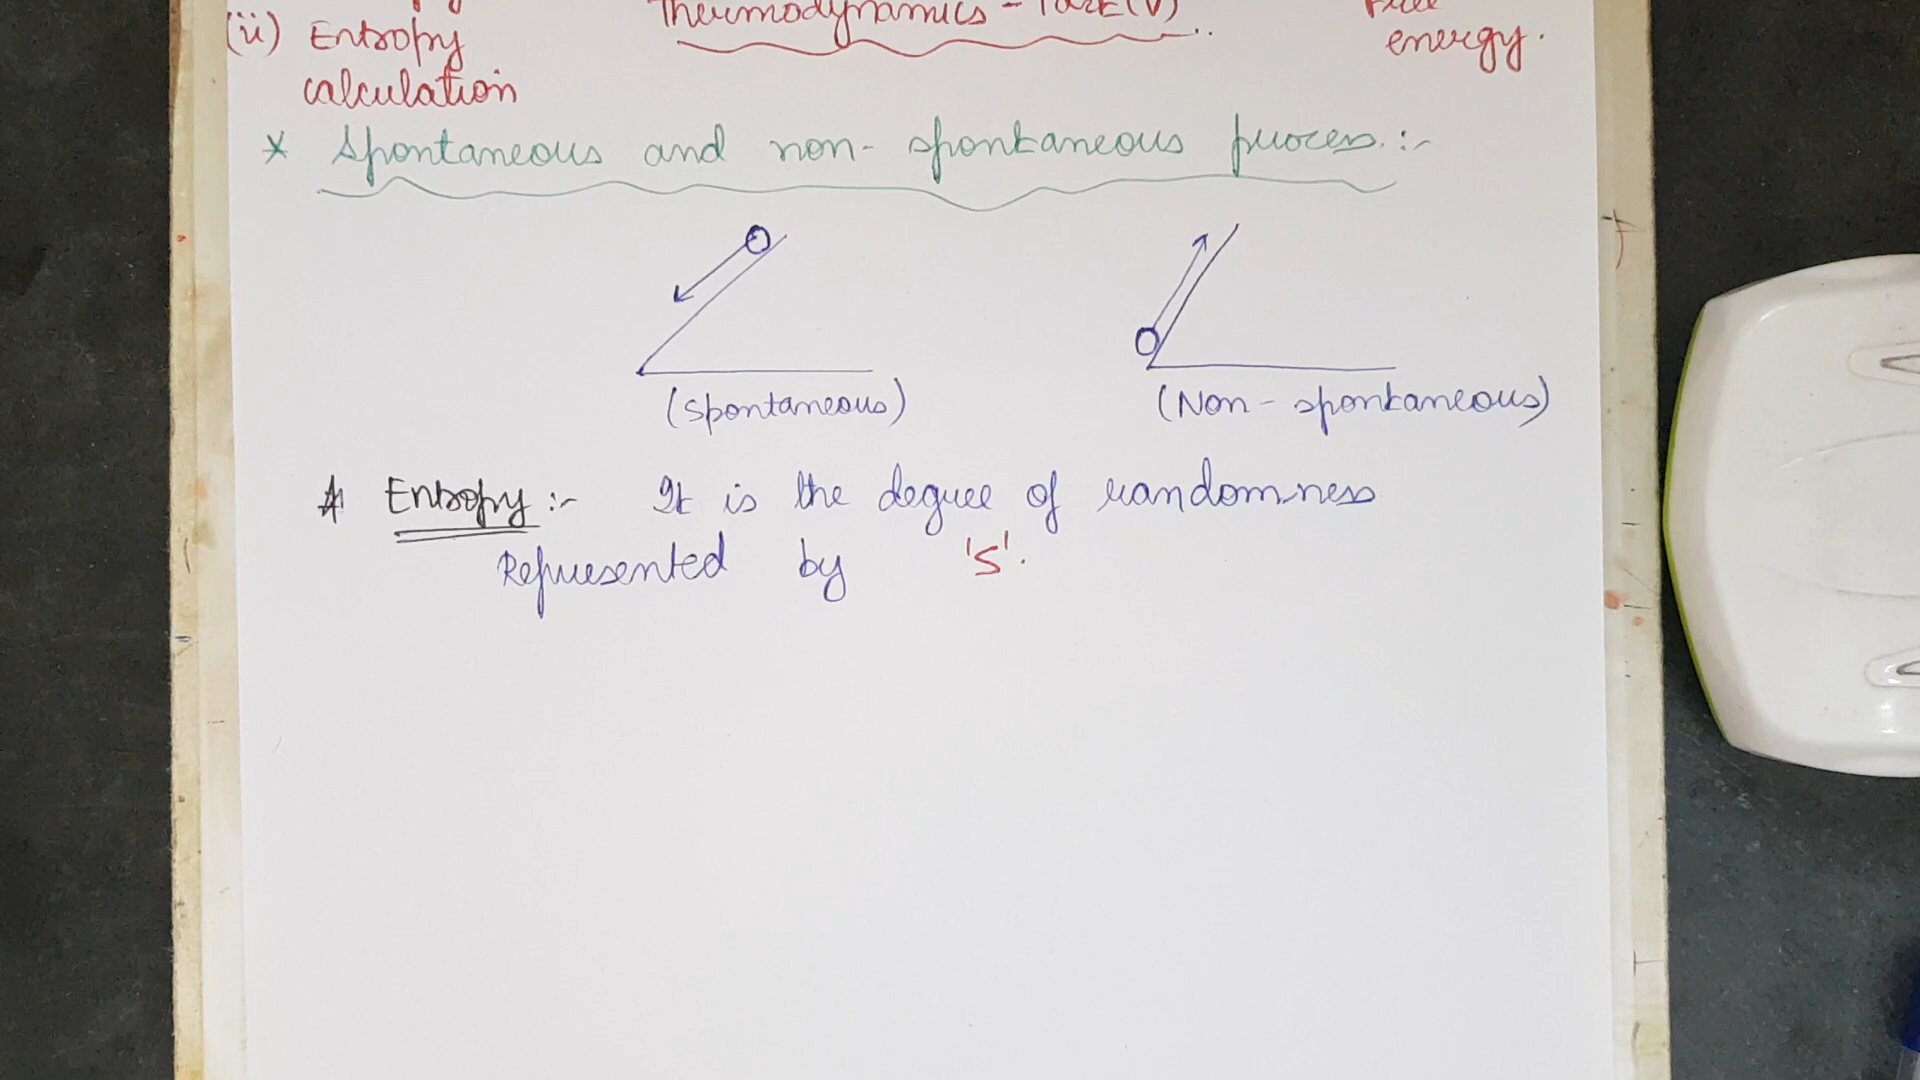 Thermodynamics - Part (V)
(ii) Entropy
energy.
calculation
* Spontaneous and non-spontaneous process :-
(Spontaneous)
(Non-spontaneous)
* Entropy :- It is the degree of randomness
Represented by 'S'.